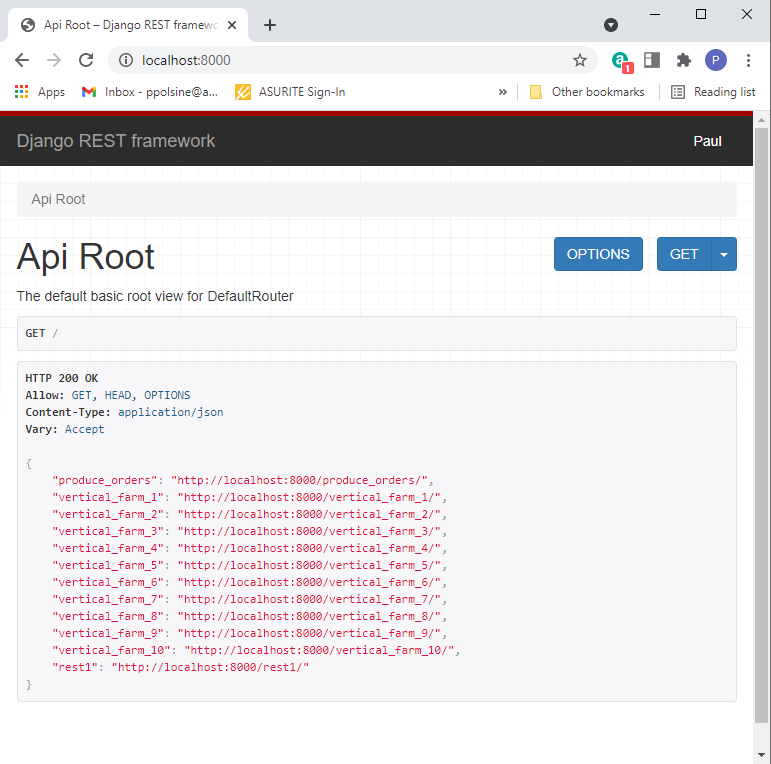 Api Root – Django REST framewo
localhost:8000
a
1
P
Apps
Inbox - ppolsine@a...
ASURITE Sign-In
»
Other bookmarks
Reading list
Django REST framework
Paul
Api Root
Api Root
OPTIONS
GET
The default basic root view for DefaultRouter
GET /
HTTP 200 OK
Allow: GET, HEAD, OPTIONS
Content-Type: application/json
Vary: Accept
{
    "produce_orders": "http://localhost:8000/produce_orders/",
    "vertical_farm_1": "http://localhost:8000/vertical_farm_1/",
    "vertical_farm_2": "http://localhost:8000/vertical_farm_2/",
    "vertical_farm_3": "http://localhost:8000/vertical_farm_3/",
    "vertical_farm_4": "http://localhost:8000/vertical_farm_4/",
    "vertical_farm_5": "http://localhost:8000/vertical_farm_5/",
    "vertical_farm_6": "http://localhost:8000/vertical_farm_6/",
    "vertical_farm_7": "http://localhost:8000/vertical_farm_7/",
    "vertical_farm_8": "http://localhost:8000/vertical_farm_8/",
    "vertical_farm_9": "http://localhost:8000/vertical_farm_9/",
    "vertical_farm_10": "http://localhost:8000/vertical_farm_10/",
    "rest1": "http://localhost:8000/rest1/"
}